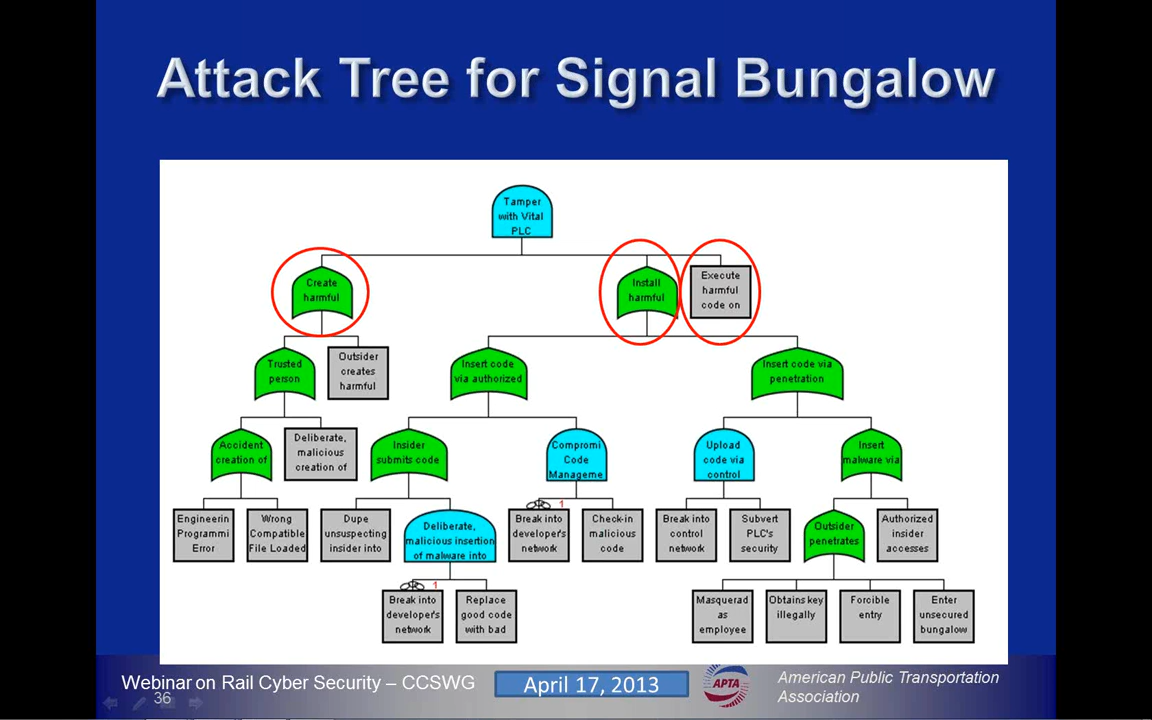 Attack Tree for Signal Bungalow
Tamper
with Vital
PLC
Create
harmful
Install
harmful
Execute
harmful
code on
Trusted
person
Outsider
creates
harmful
Insert code
via authorized
Insert code via
penetration
Accident
creation of
Deliberate,
malicious
creation of
Insider
submits code
Compromi
Code
Manageme
Upload
code via
control
Insert
malware via
Engineerin
Programmi
Error
Wrong
Compatible
File Loaded
Dupe
unsuspecting
insider into
Deliberate,
malicious insertion
of malware into
1
Break into
developer's
network
Check-in
malicious
code
Break into
control
network
Subvert
PLC's
security
Outsider
penetrates
Authorized
insider
accesses
1
Break into
developer's
network
Replace
good code
with bad
Masquerad
as
employee
Obtains key
illegally
Forcible
entry
Enter
unsecured
bungalow
Webinar on Rail Cyber Security – CCSWG
36
April 17, 2013
APTA
American Public Transportation
Association